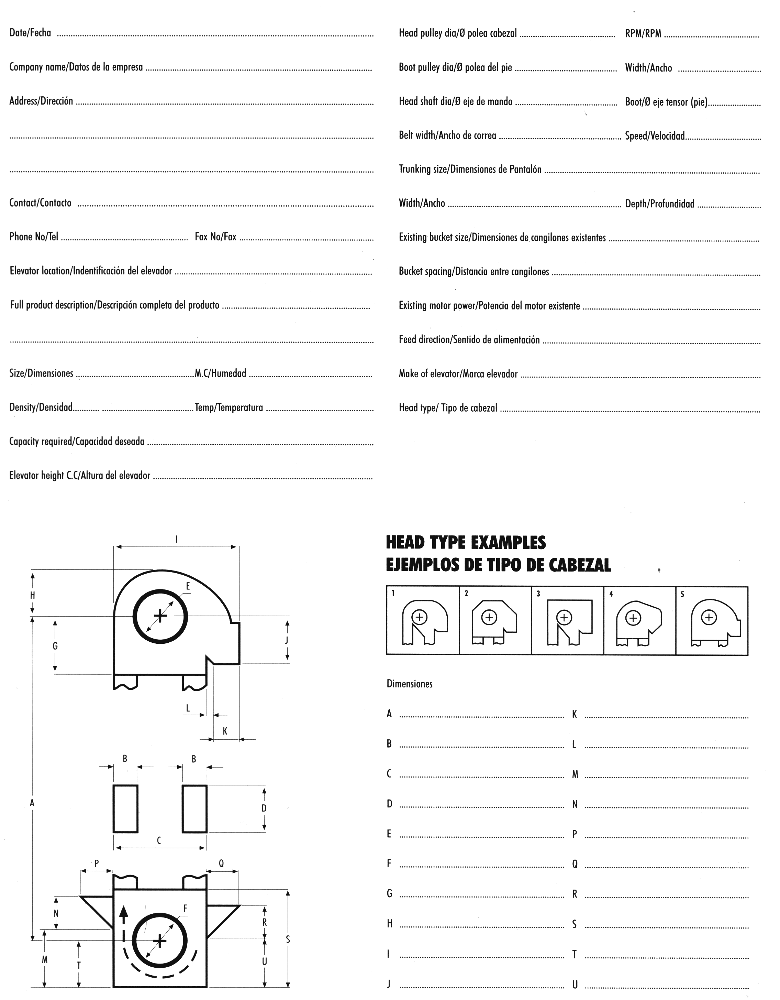 Date/Fecha
Company name/Datos de la empresa
Address/Dirección
Contact/Contacto
Phone No/Tel Fax No/Fax
Elevator location/Indentificación del elevador
Full product description/Descripción completa del producto
Size/Dimensiones M.C/Humedad
Density/Densidad Temp/Temperatura
Capacity required/Capacidad deseada
Elevator height C.C/Altura del elevador
Head pulley dia/Ø polea cabezal RPM/RPM
Boot pulley dia/Ø polea del pie Width/Ancho
Head shaft dia/Ø eje de mando Boot/Ø eje tensor (pie)
Belt width/Ancho de correa Speed/Velocidad
Trunking size/Dimensiones de Pantalón
Width/Ancho Depth/Profundidad
Existing bucket size/Dimensiones de cangilones existentes
Bucket spacing/Distancia entre cangilones
Existing motor power/Potencia del motor existente
Feed direction/Sentido de alimentación
Make of elevator/Marca elevador
Head type/ Tipo de cabezal
I
E
H
G
J
L
K
B B
A
D
C
P Q
N
F
R
S
M
T
U
HEAD TYPE EXAMPLES
EJEMPLOS DE TIPO DE CABEZAL
1 2 3 4 5
Dimensiones
A K
B L
C M
D N
E P
F Q
G R
H S
I T
J U